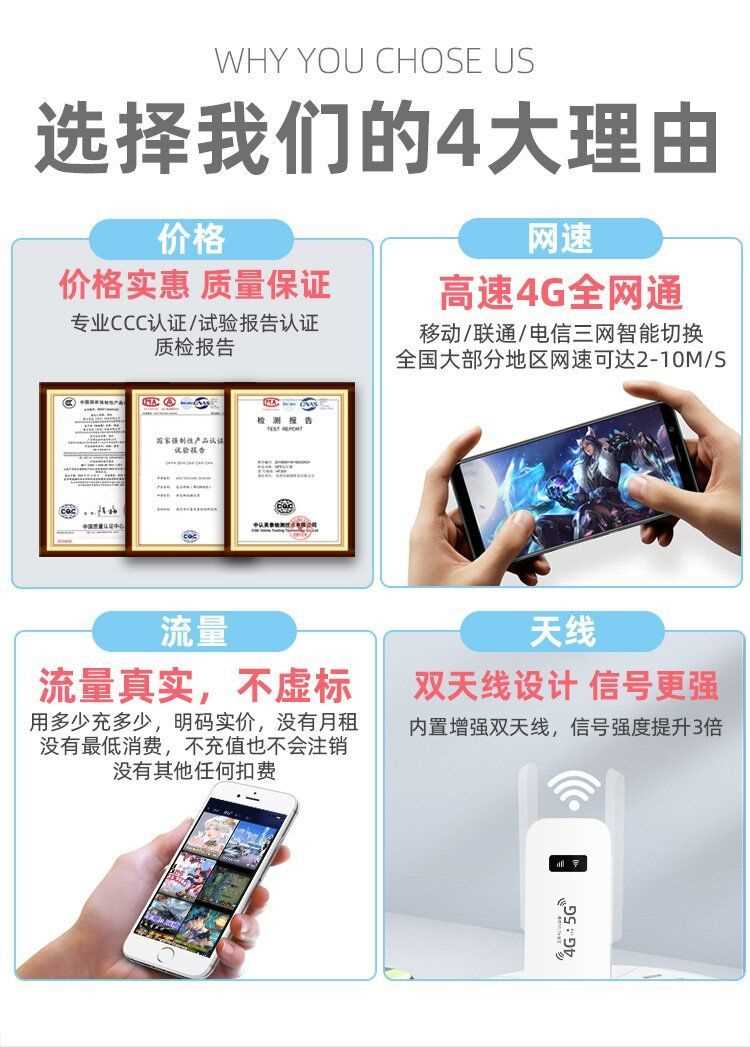 WHY YOU CHOSE US
选择我们的4大理由
价格
价格实惠 质量保证
专业CCC认证/试验报告认证
质检报告
国家强制性产品认证
试验报告
检测报告
TEST REPORT
CQC
CQC
网速
高速4G全网通
移动/联通/电信三网智能切换
全国大部分地区网速可达2-10M/S
流量
流量真实，不虚标
用多少充多少，明码实价，没有月租
没有最低消费，不充值也不会注销
没有其他任何扣费
天线
双天线设计 信号更强
内置增强双天线，信号强度提升3倍
4G 5G